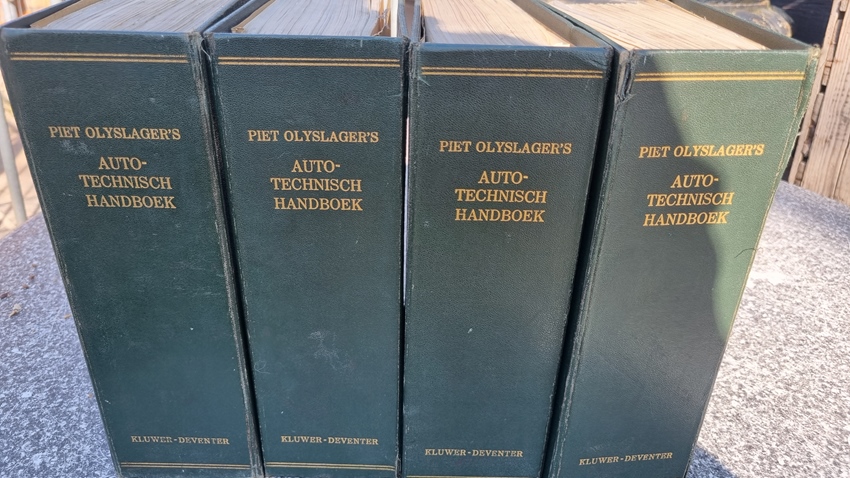 PIET OLYSLAGER'S
AUTO-
TECHNISCH
HANDBOEK
KLUWER-DEVENTER
PIET OLYSLAGER'S
AUTO-
TECHNISCH
HANDBOEK
KLUWER-DEVENTER
PIET OLYSLAGER'S
AUTO-
TECHNISCH
HANDBOEK
KLUWER-DEVENTER
PIET OLYSLAGER'S
AUTO-
TECHNISCH
HANDBOEK
KLUWER-DEVENTER